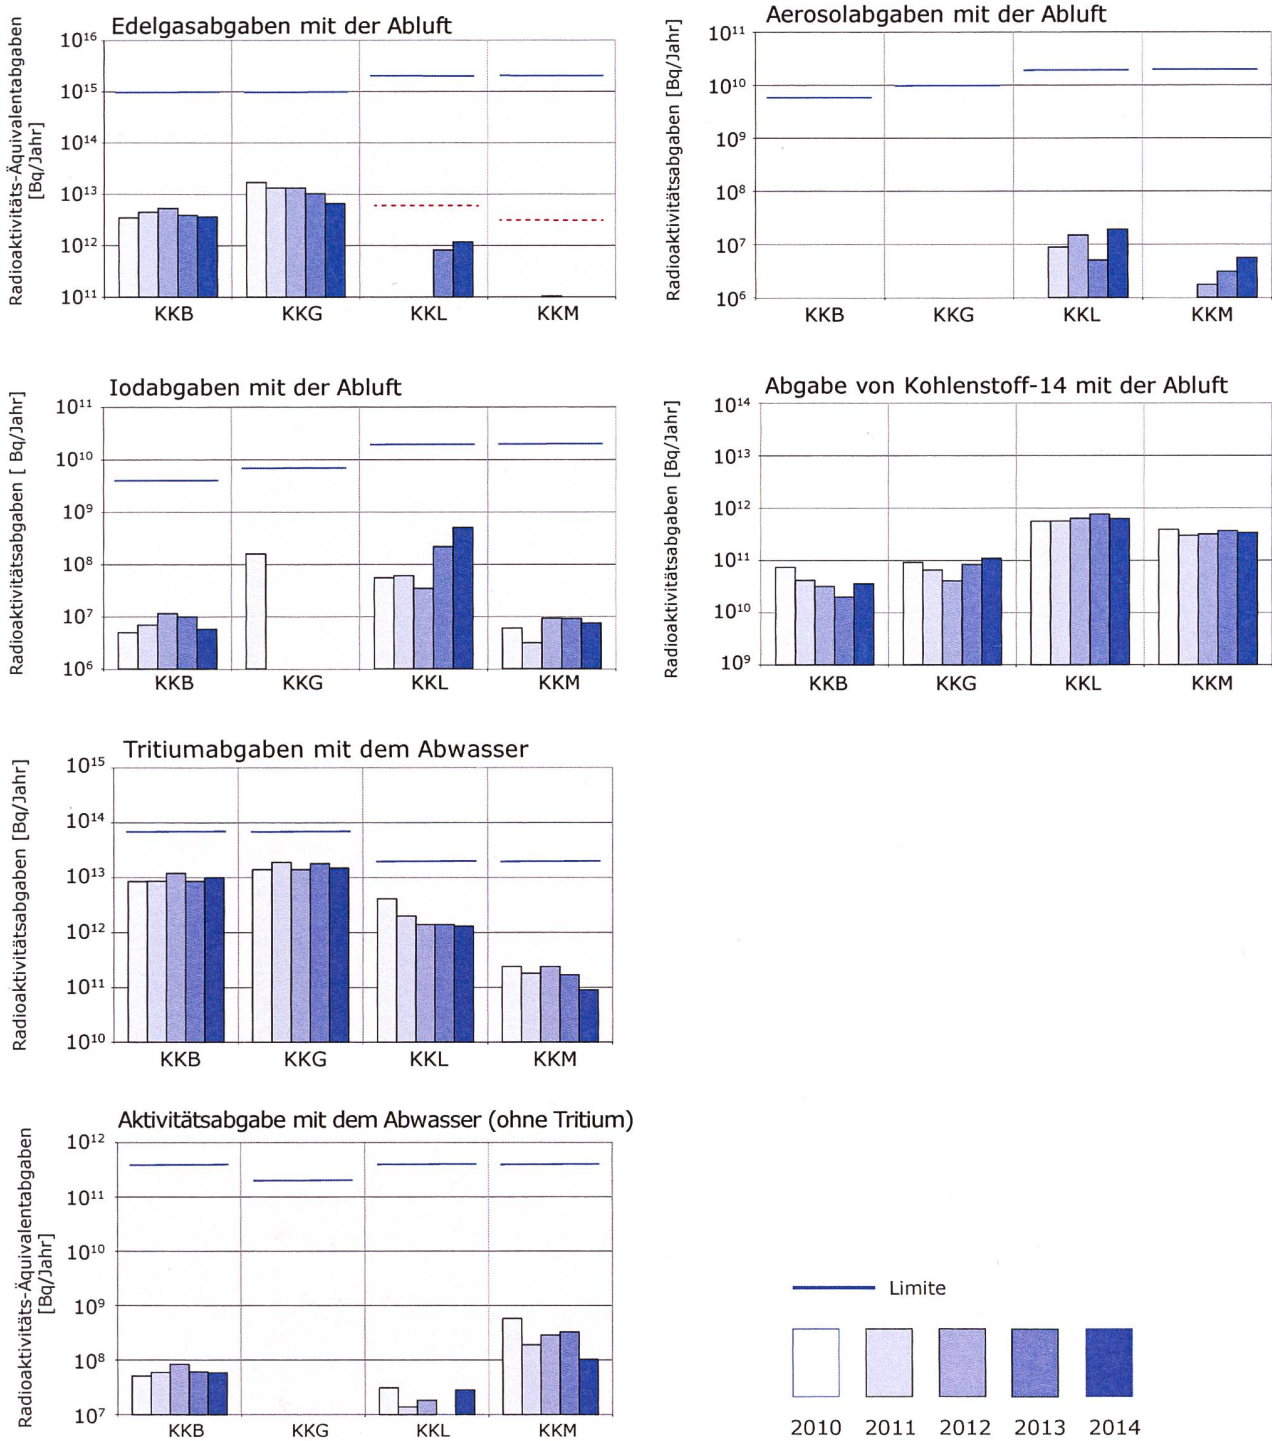 Edelgasabgaben mit der Abluft
Radioaktivitäts-Äquivalentabgaben
[Bq/Jahr]
10¹⁶
10¹⁵
10¹⁴
10¹³
10¹²
10¹¹
KKB KKG KKL KKM
Aerosolabgaben mit der Abluft
Radioaktivitätsabgaben [Bq/Jahr]
10¹¹
10¹⁰
10⁹
10⁸
10⁷
10⁶
KKB KKG KKL KKM
Iodabgaben mit der Abluft
Radioaktivitätsabgaben [ Bq/Jahr]
10¹¹
10¹⁰
10⁹
10⁸
10⁷
10⁶
KKB KKG KKL KKM
Abgabe von Kohlenstoff-14 mit der Abluft
Radioaktivitätsabgaben [Bq/Jahr]
10¹⁴
10¹³
10¹²
10¹¹
10¹⁰
10⁹
KKB KKG KKL KKM
Tritiumabgaben mit dem Abwasser
Radioaktivitätsabgaben [Bq/Jahr]
10¹⁵
10¹⁴
10¹³
10¹²
10¹¹
10¹⁰
KKB KKG KKL KKM
Aktivitätsabgabe mit dem Abwasser (ohne Tritium)
Radioaktivitäts-Äquivalentabgaben
[Bq/Jahr]
10¹²
10¹¹
10¹⁰
10⁹
10⁸
10⁷
KKB KKG KKL KKM
Limite
2010 2011 2012 2013 2014